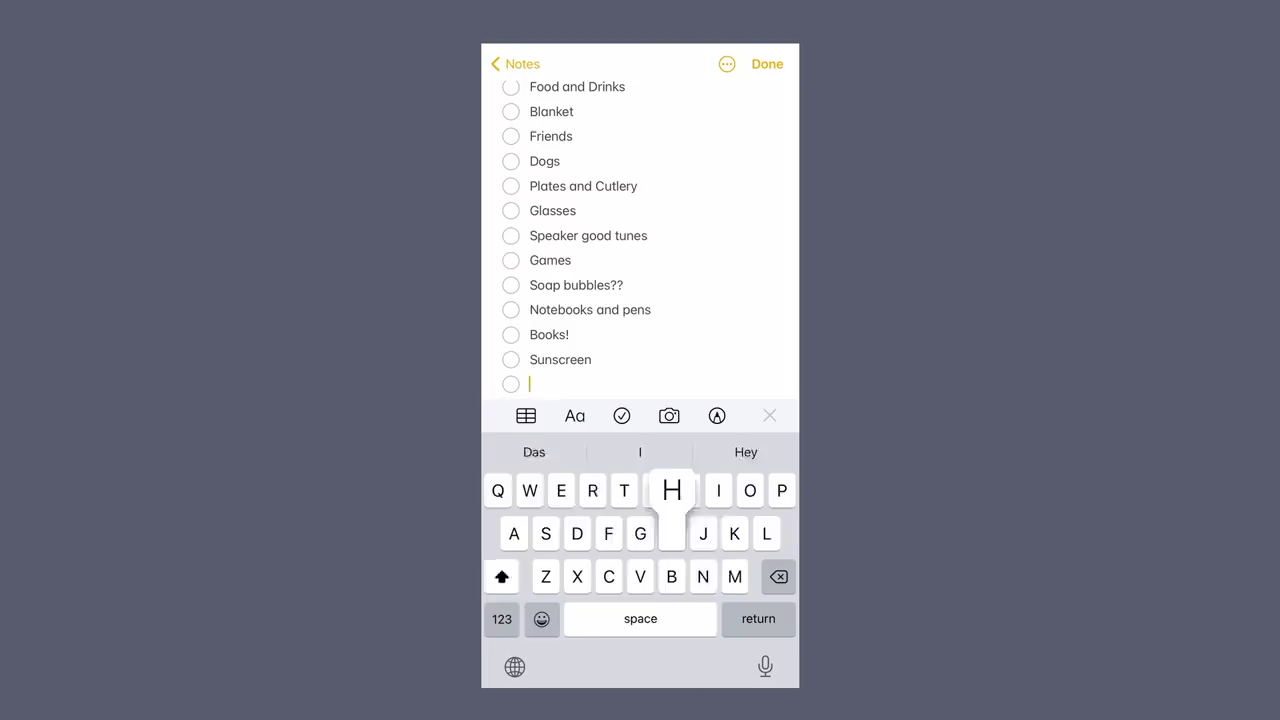 Notes Done
Food and Drinks
Blanket
Friends
Dogs
Plates and Cutlery
Glasses
Speaker good tunes
Games
Soap bubbles??
Notebooks and pens
Books!
Sunscreen
Aa
Das I Hey
Q W E R T H I O P
A S D F G J K L
Z X C V B N M
123 space return